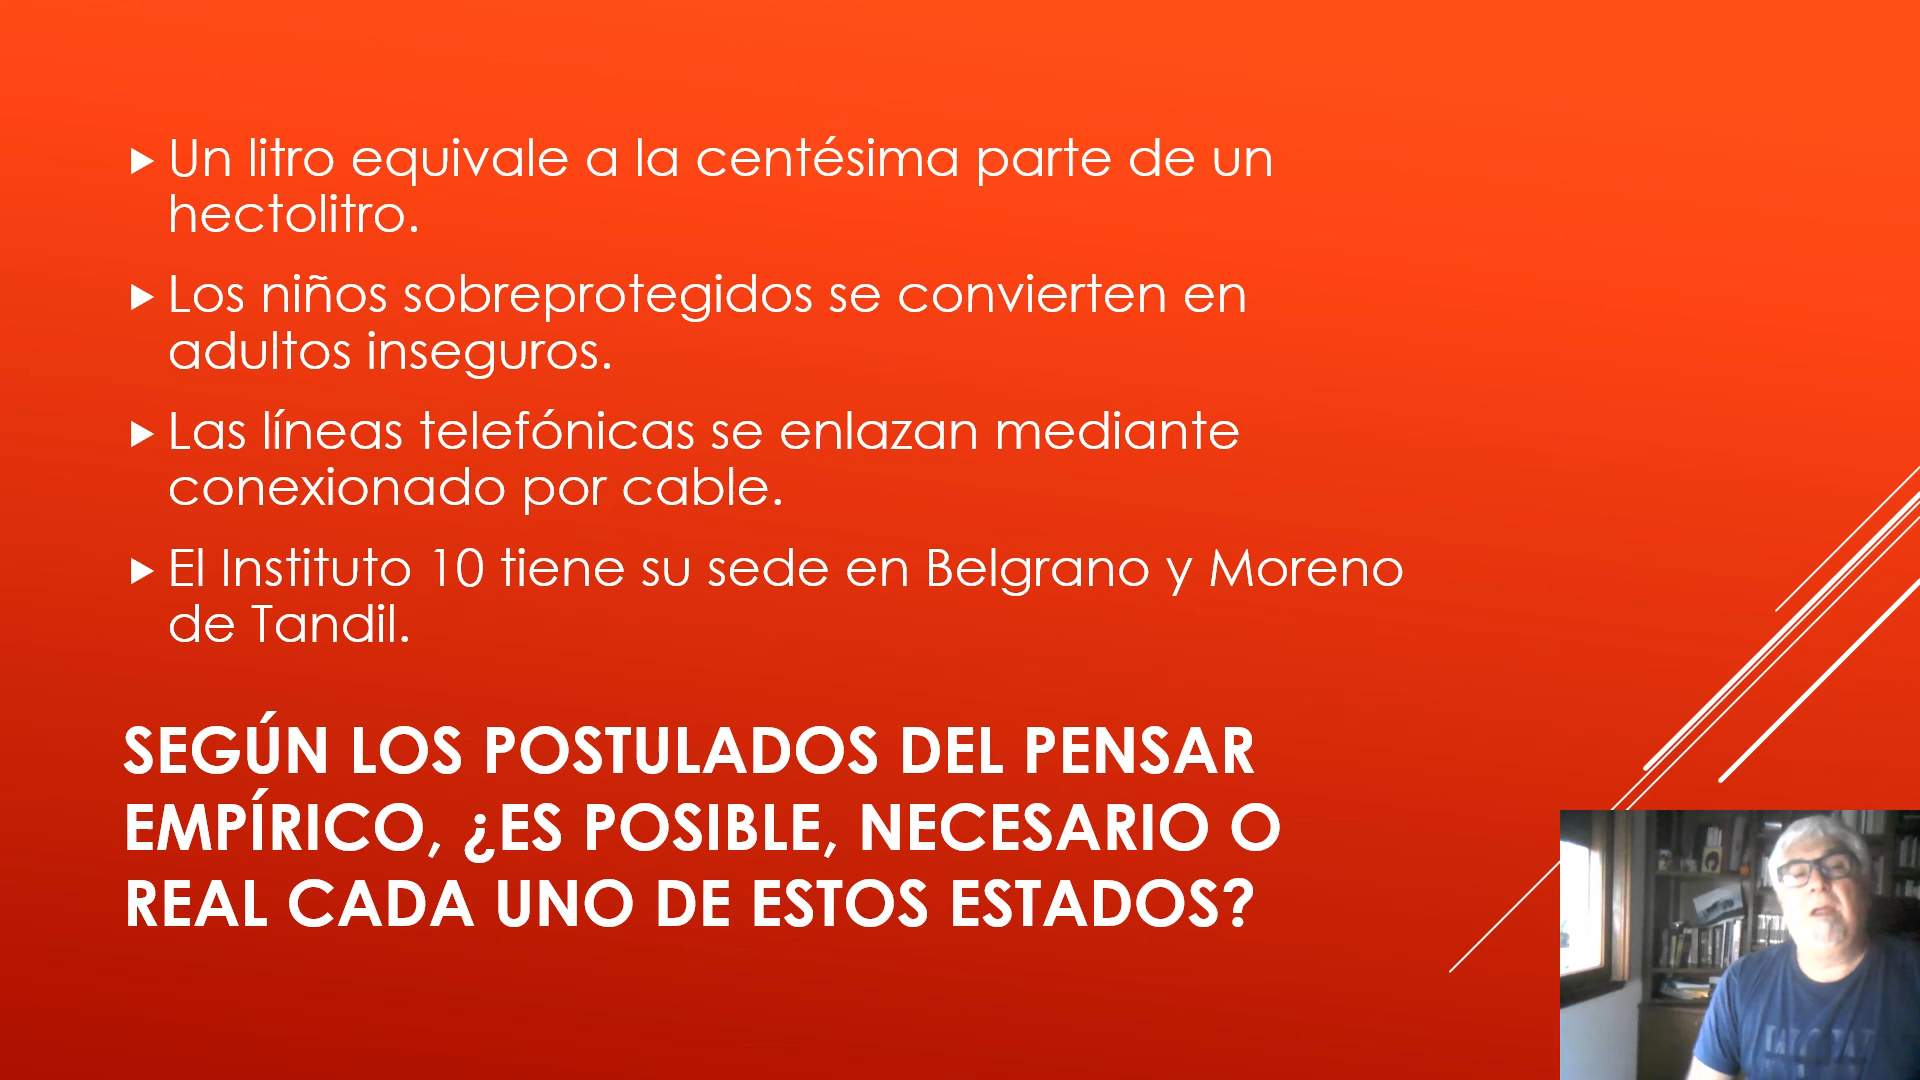 Un litro equivale a la centésima parte de un
hectolitro.
Los niños sobreprotegidos se convierten en
adultos inseguros.
Las líneas telefónicas se enlazan mediante
conexionado por cable.
El Instituto 10 tiene su sede en Belgrano y Moreno
de Tandil.
SEGÚN LOS POSTULADOS DEL PENSAR
EMPÍRICO, ¿ES POSIBLE, NECESARIO O
REAL CADA UNO DE ESTOS ESTADOS?